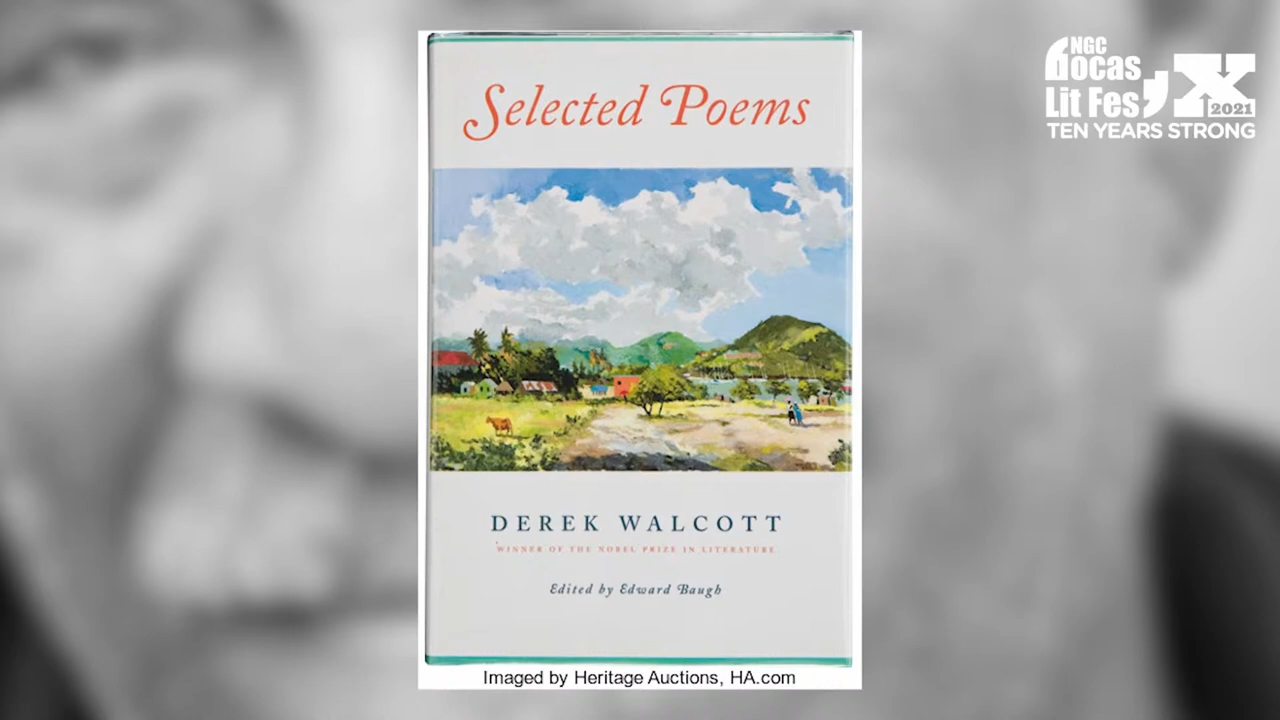 Selected Poems
DEREK WALCOTT
WINNER OF THE NOBEL PRIZE IN LITERATURE
Edited by Edward Baugh
Imaged by Heritage Auctions, HA.com
NGC
Bocas
Lit Fest
X
2021
TEN YEARS STRONG